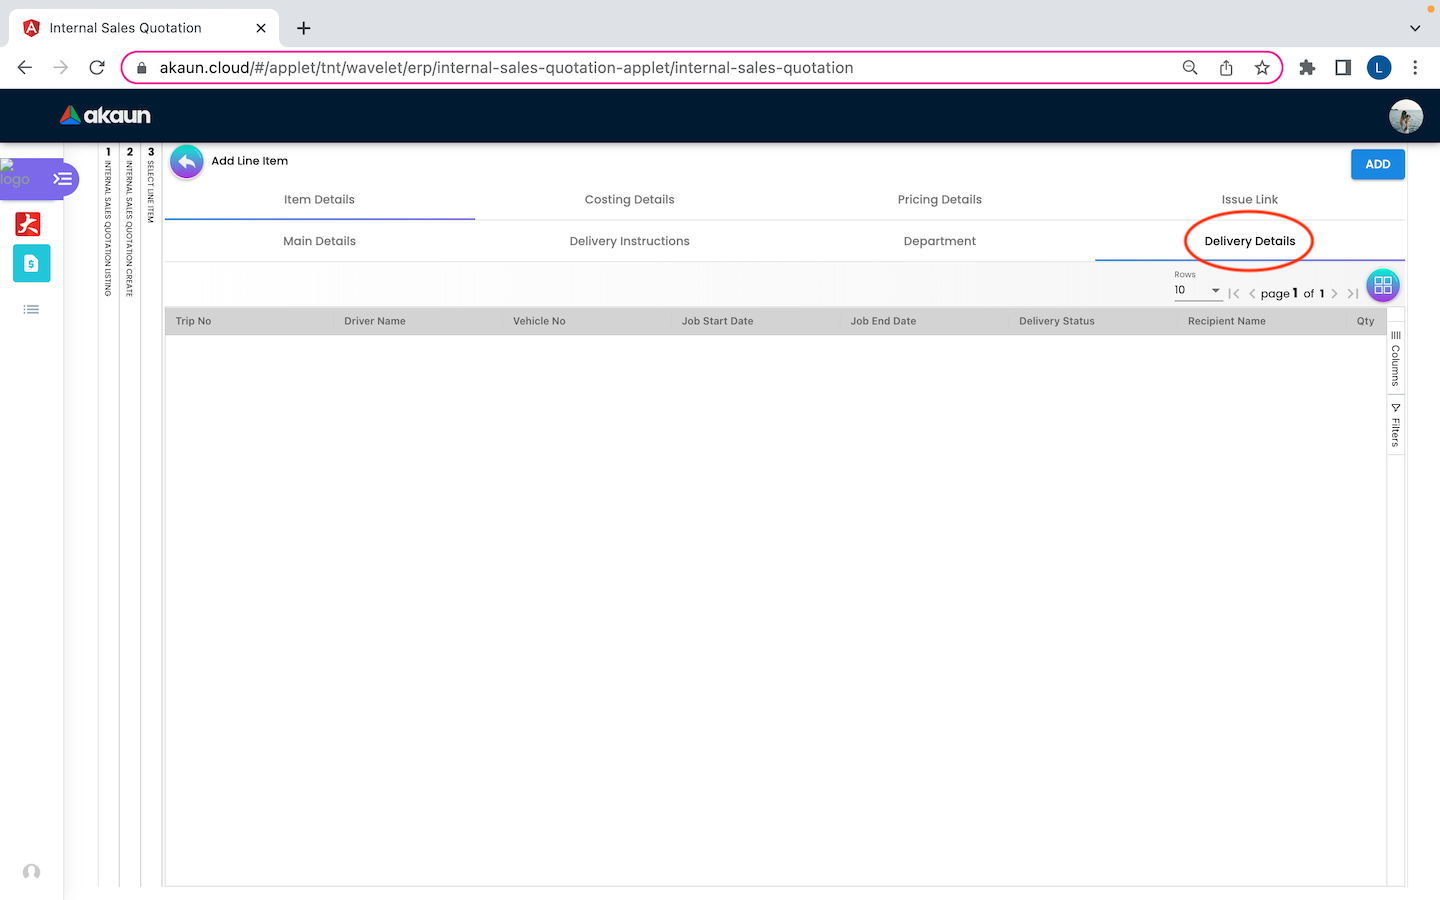 Internal Sales Quotation
akaun.cloud/#/applet/tnt/wavelet/erp/internal-sales-quotation-applet/internal-sales-quotation
L
akaun
logo
1 INTERNAL SALES QUOTATION LISTING
2 INTERNAL SALES QUOTATION CREATE
3 SELECT LINE ITEM
Add Line Item
ADD
Item Details Costing Details Pricing Details Issue Link
Main Details Delivery Instructions Department Delivery Details
Rows
10 page 1 of 1
Trip No Driver Name Vehicle No Job Start Date Job End Date Delivery Status Recipient Name Qty
Columns
Filters